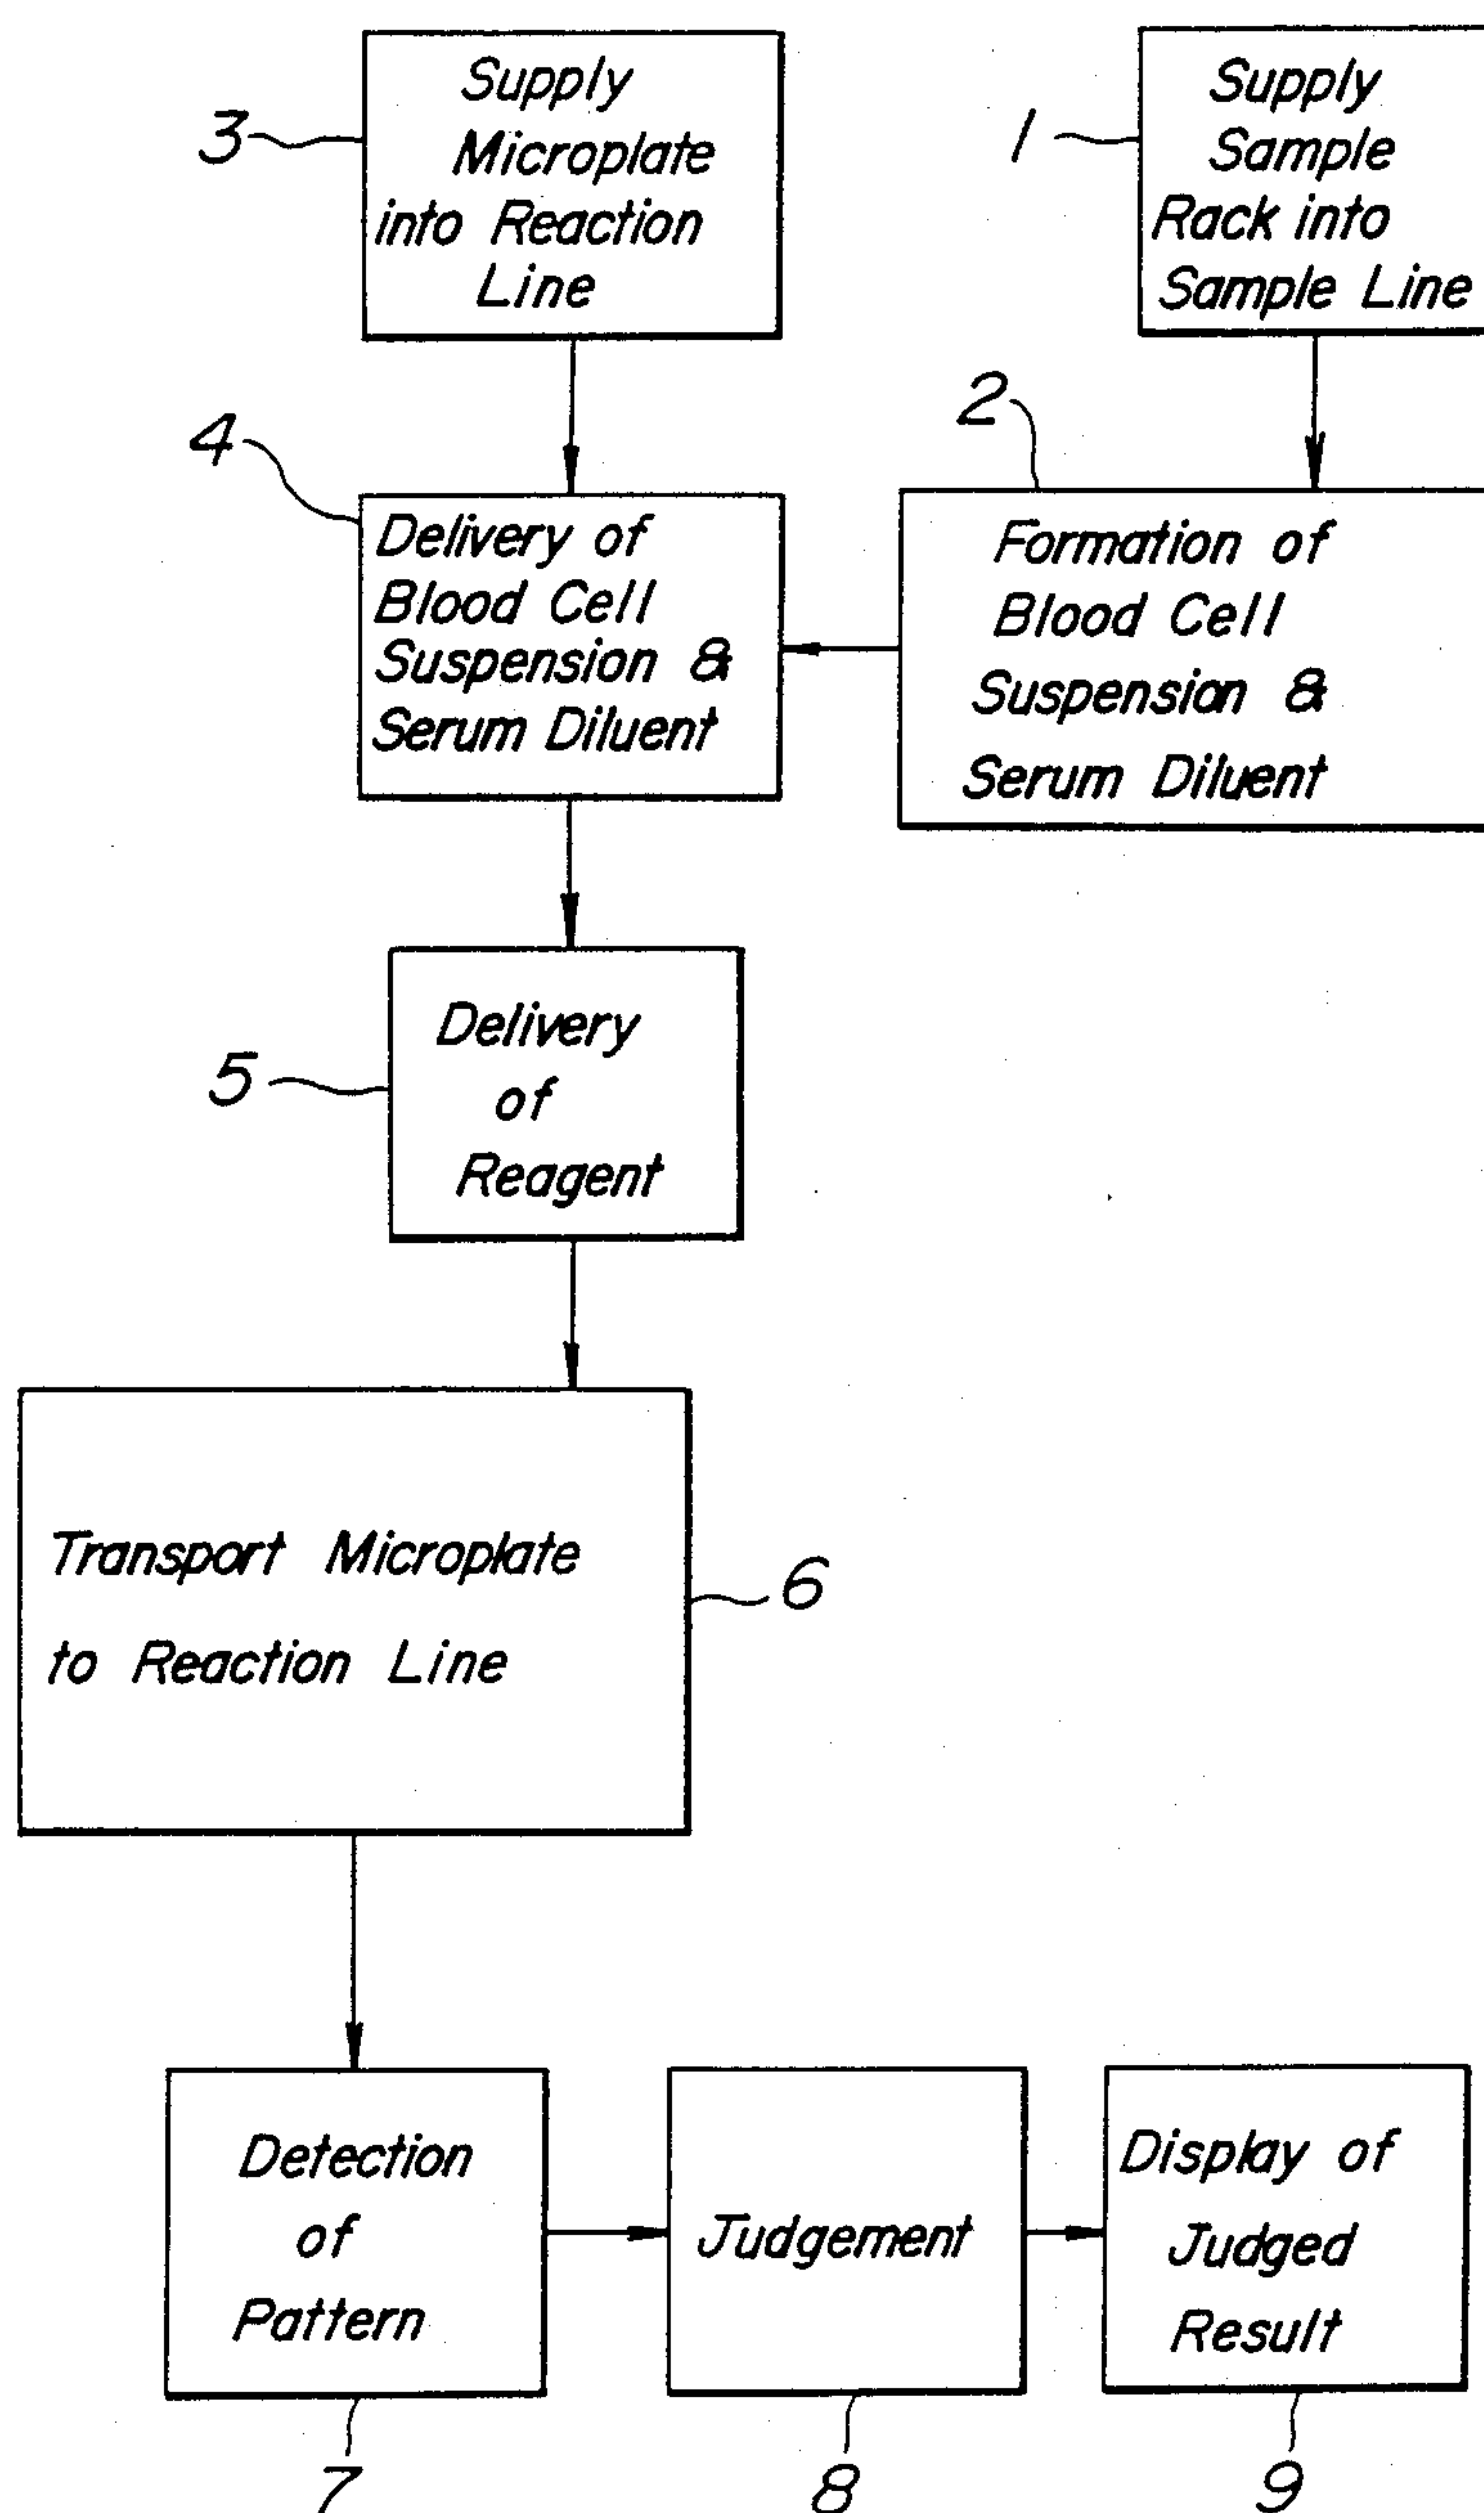 3
Supply
Microplate
into Reaction
Line
1
Supply
Sample
Rack into
Sample Line
4
Delivery of
Blood Cell
Suspension &
Serum Diluent
2
Formation of
Blood Cell
Suspension &
Serum Diluent
5
Delivery
of
Reagent
Transport Microplate
to Reaction Line
6
Detection
of
Pattern
7
Judgement
8
Display of
Judged
Result
9